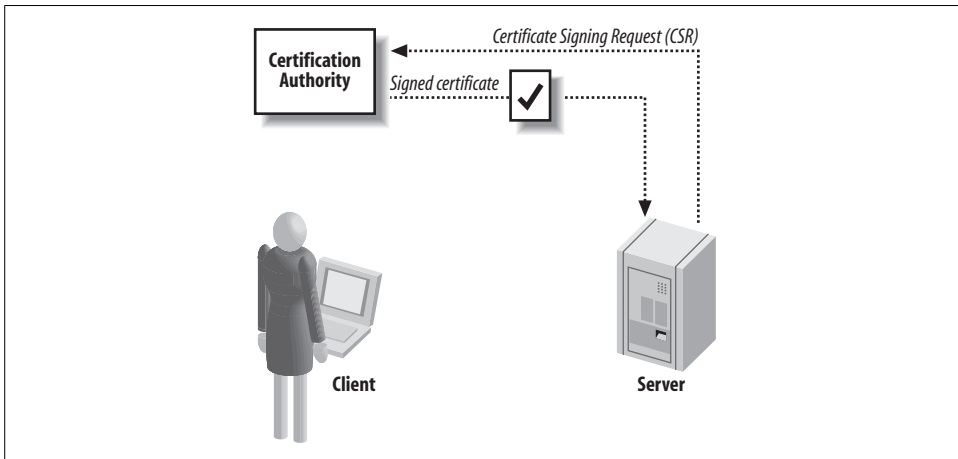 Certificate Signing Request (CSR)
Certification
Authority
Signed certificate
Client
Server